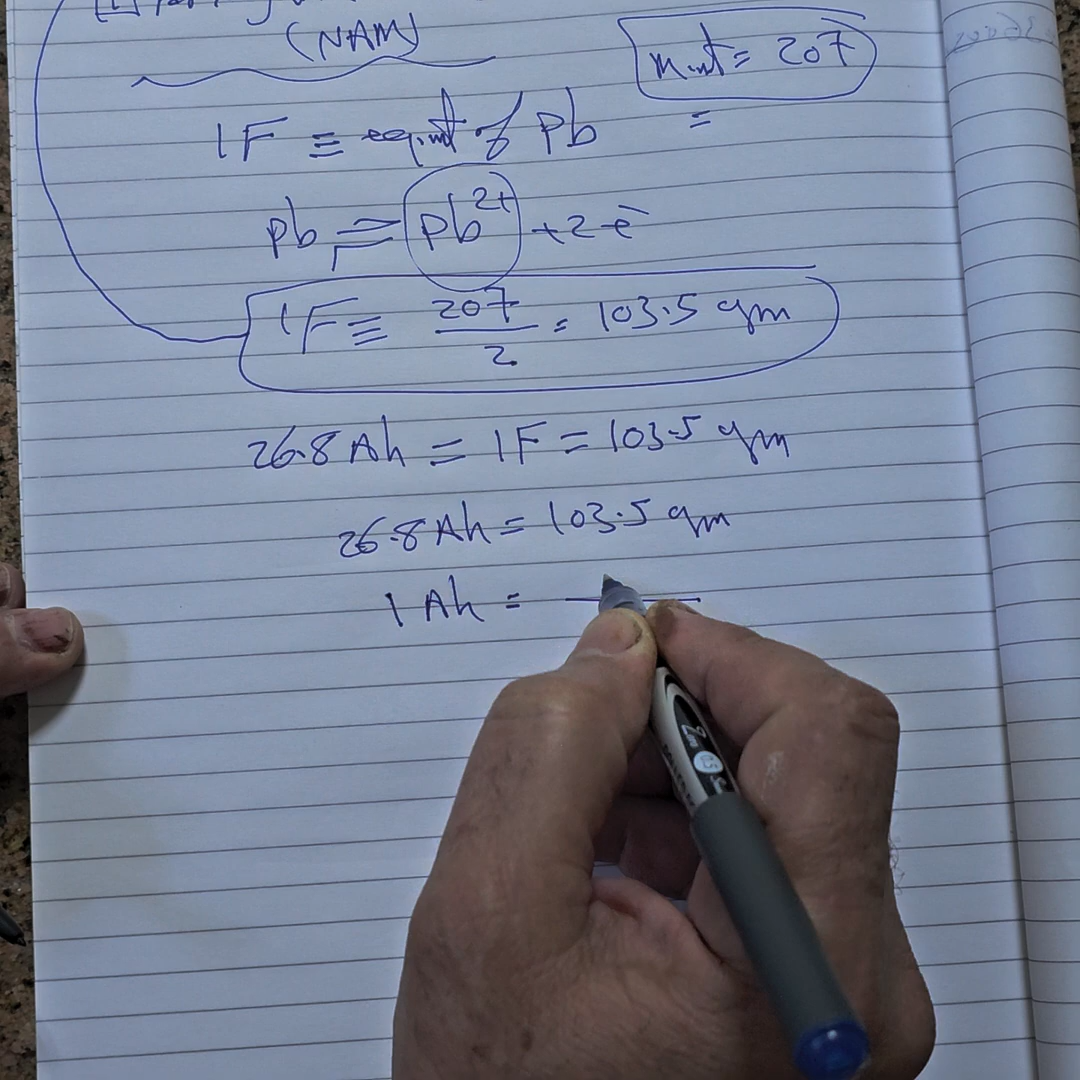 (NAM)
m.wt = 207
1F ≡ eq.wt of Pb =
pb ⇌ pb²⁺ + 2e⁻
1F ≡ 207/2 = 103.5 gm
26.8 Ah = 1F = 103.5 gm
26.8 Ah = 103.5 gm
1 Ah =